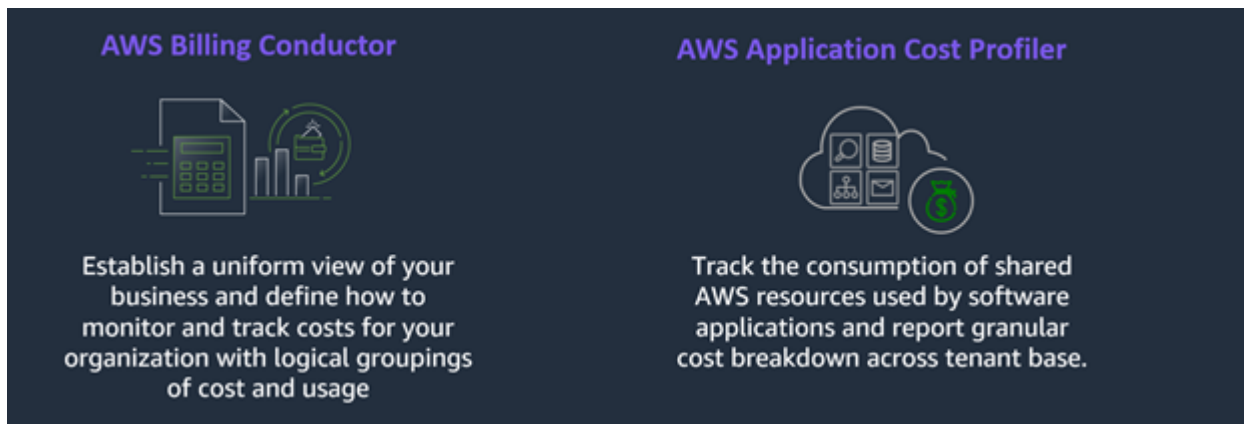 AWS Billing Conductor
Establish a uniform view of your
business and define how to
monitor and track costs for your
organization with logical groupings
of cost and usage
AWS Application Cost Profiler
Track the consumption of shared
AWS resources used by software
applications and report granular
cost breakdown across tenant base.